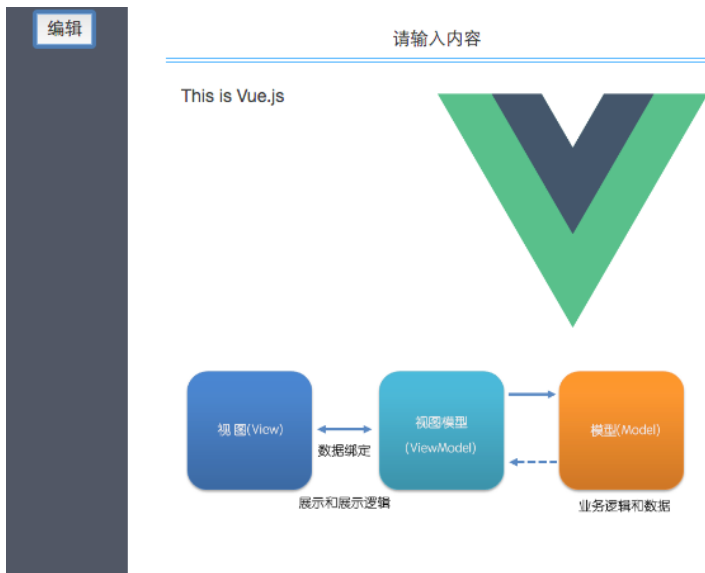 编辑
请输入内容
This is Vue.js
视 图(View)
数据绑定
视图模型
(ViewModel)
模型(Model)
展示和展示逻辑
业务逻辑和数据